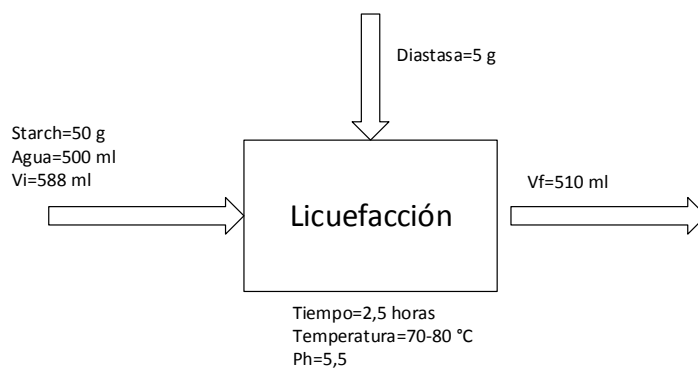 Diastasa=5 g
Starch=50 g
Agua=500 ml
Vi=588 ml
Licuefacción
Vf=510 ml
Tiempo=2,5 horas
Temperatura=70-80 °C
Ph=5,5